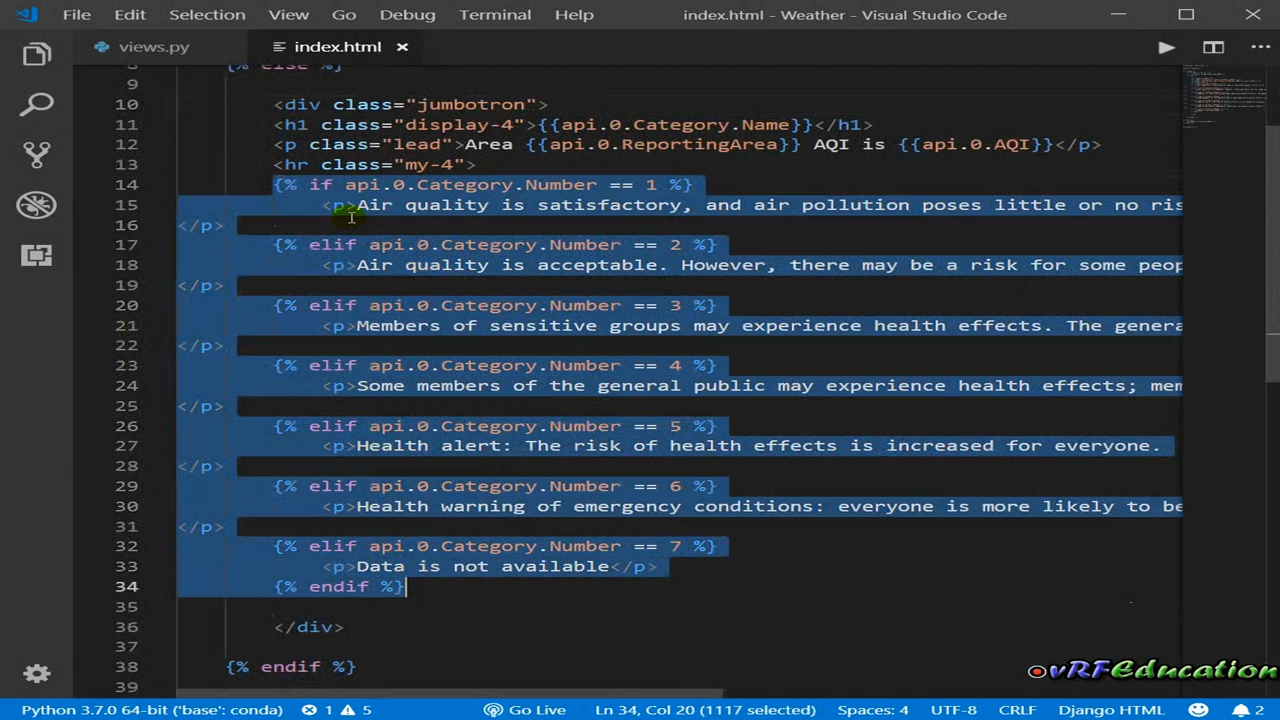 File Edit Selection View Go Debug Terminal Help index.html - Weather - Visual Studio Code
views.py index.html
8 {% else %}
9
10 <div class="jumbotron">
11 <h1 class="display-4">{{api.0.Category.Name}}</h1>
12 <p class="lead">Area {{api.0.ReportingArea}} AQI is {{api.0.AQI}}</p>
13 <hr class="my-4">
14 {% if api.0.Category.Number == 1 %}
15 <p>Air quality is satisfactory, and air pollution poses little or no ris
16 </p>
17 {% elif api.0.Category.Number == 2 %}
18 <p>Air quality is acceptable. However, there may be a risk for some peop
19 </p>
20 {% elif api.0.Category.Number == 3 %}
21 <p>Members of sensitive groups may experience health effects. The genera
22 </p>
23 {% elif api.0.Category.Number == 4 %}
24 <p>Some members of the general public may experience health effects; mem
25 </p>
26 {% elif api.0.Category.Number == 5 %}
27 <p>Health alert: The risk of health effects is increased for everyone.
28 </p>
29 {% elif api.0.Category.Number == 6 %}
30 <p>Health warning of emergency conditions: everyone is more likely to be
31 </p>
32 {% elif api.0.Category.Number == 7 %}
33 <p>Data is not available</p>
34 {% endif %}
35
36 </div>
37
38 {% endif %}
39
vRFEducation
Python 3.7.0 64-bit ('base': conda) 1 5 Go Live Ln 34, Col 20 (1117 selected) Spaces: 4 UTF-8 CRLF Django HTML 2